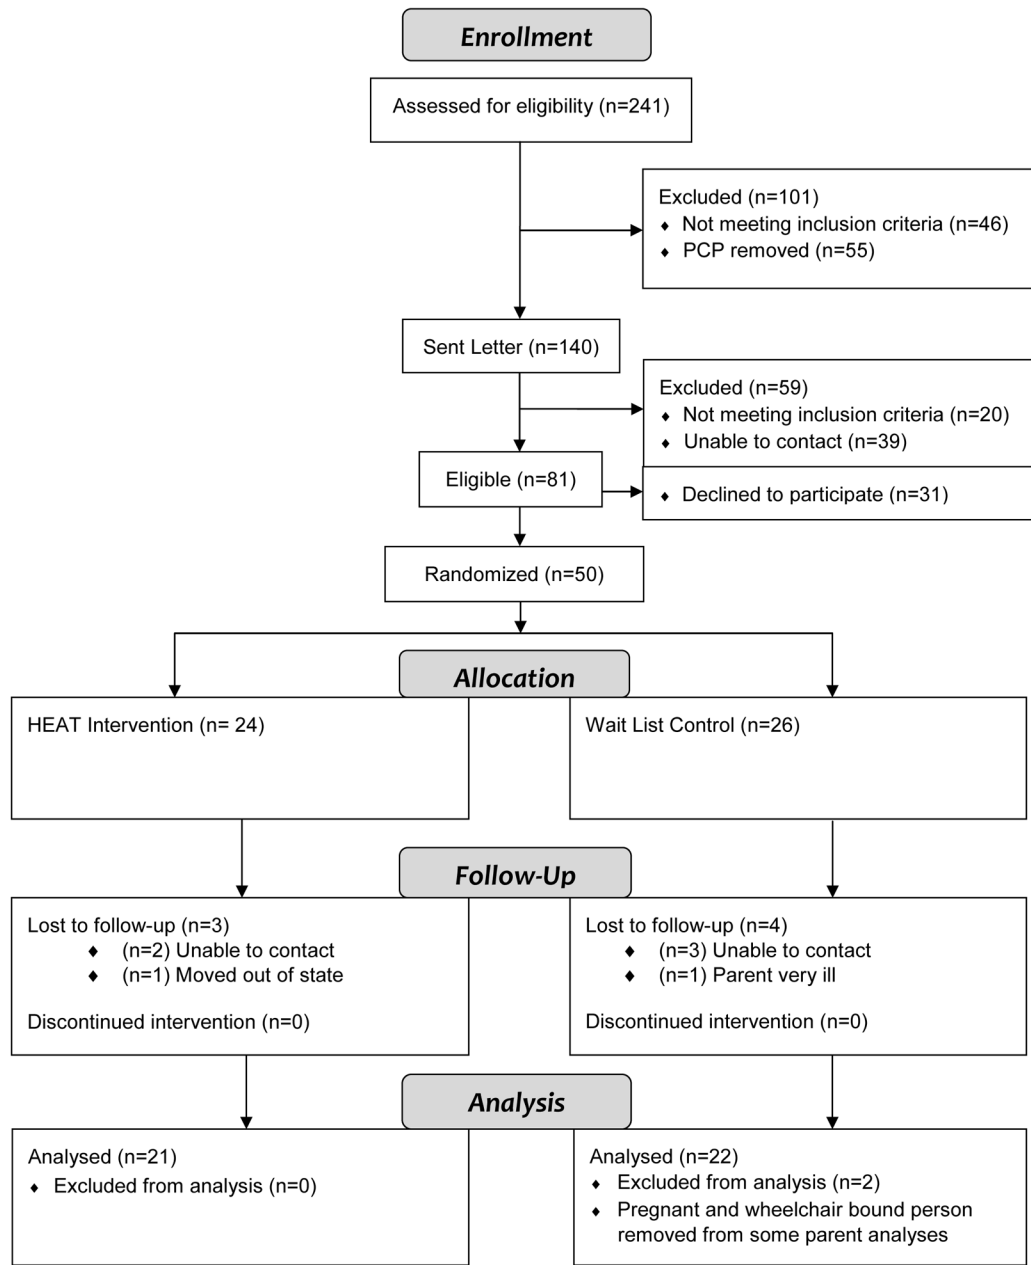 Enrollment
Assessed for eligibility (n=241)
Excluded (n=101)
♦ Not meeting inclusion criteria (n=46)
♦ PCP removed (n=55)
Sent Letter (n=140)
Excluded (n=59)
♦ Not meeting inclusion criteria (n=20)
♦ Unable to contact (n=39)
Eligible (n=81)
♦ Declined to participate (n=31)
Randomized (n=50)
Allocation
HEAT Intervention (n= 24)
Wait List Control (n=26)
Follow-Up
Lost to follow-up (n=3)
♦ (n=2) Unable to contact
♦ (n=1) Moved out of state
Discontinued intervention (n=0)
Lost to follow-up (n=4)
♦ (n=3) Unable to contact
♦ (n=1) Parent very ill
Discontinued intervention (n=0)
Analysis
Analysed (n=21)
♦ Excluded from analysis (n=0)
Analysed (n=22)
♦ Excluded from analysis (n=2)
♦ Pregnant and wheelchair bound person
removed from some parent analyses